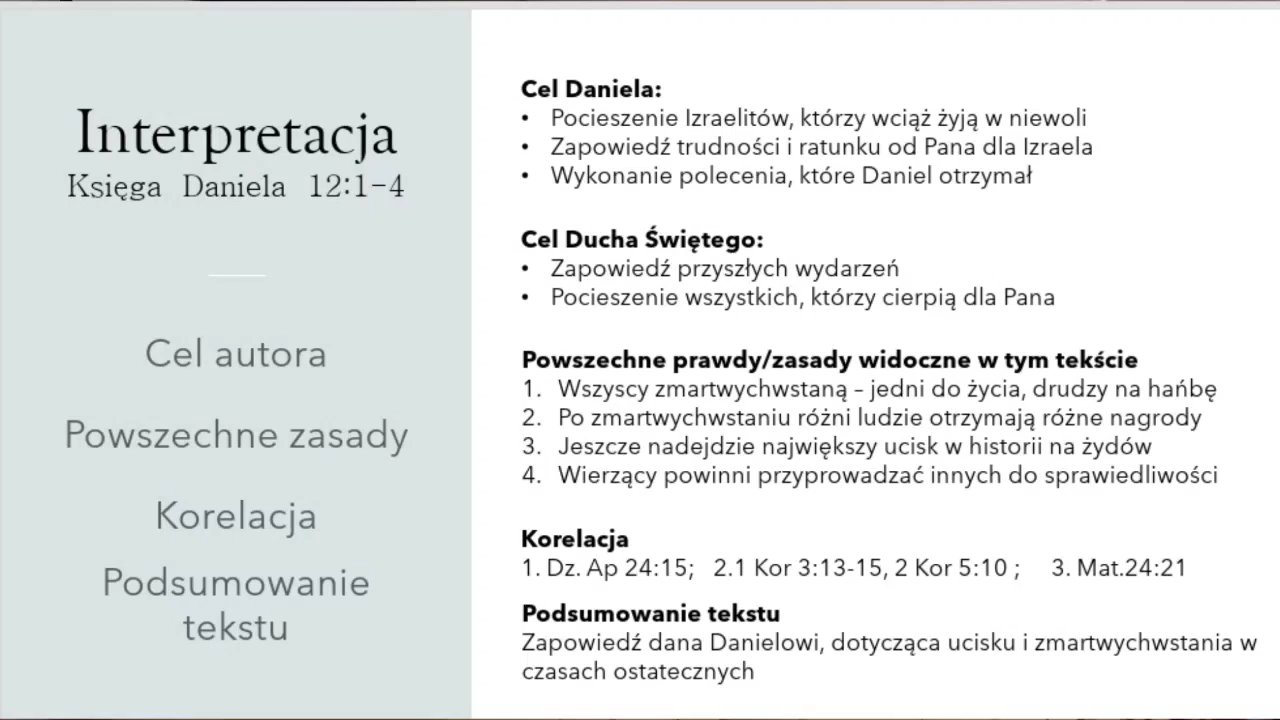 Interpretacja
Księga Daniela 12:1-4
Cel autora
Powszechne zasady
Korelacja
Podsumowanie
tekstu
Cel Daniela:
• Pocieszenie Izraelitów, którzy wciąż żyją w niewoli
• Zapowiedź trudności i ratunku od Pana dla Izraela
• Wykonanie polecenia, które Daniel otrzymał
Cel Ducha Świętego:
• Zapowiedź przyszłych wydarzeń
• Pocieszenie wszystkich, którzy cierpią dla Pana
Powszechne prawdy/zasady widoczne w tym tekście
1. Wszyscy zmartwychwstaną – jedni do życia, drudzy na hańbę
2. Po zmartwychwstaniu różni ludzie otrzymają różne nagrody
3. Jeszcze nadejdzie największy ucisk w historii na żydów
4. Wierzący powinni przyprowadzać innych do sprawiedliwości
Korelacja
1. Dz. Ap 24:15; 2.1 Kor 3:13-15, 2 Kor 5:10 ; 3. Mat.24:21
Podsumowanie tekstu
Zapowiedź dana Danielowi, dotycząca ucisku i zmartwychwstania w
czasach ostatecznych